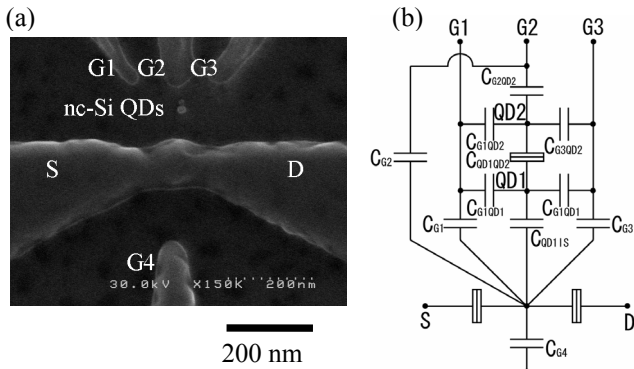 (a)
G1 G2 G3
nc-Si QDs
S
D
G4
30.0kV X150K 200nm
200 nm
(b)
G1 G2 G3
CG2QD2
QD2
CG1QD2
CG3QD2
CQD1QD2
CG2
QD1
CG1QD1
CG1QD1
CG1
CQD1IS
CG3
S
D
CG4